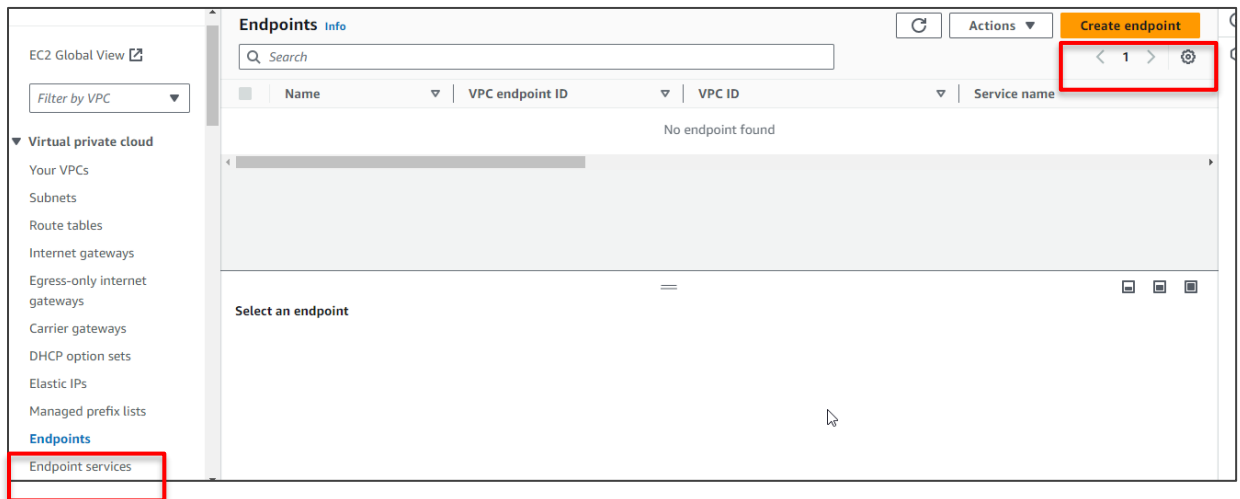 Endpoints Info
Actions
Create endpoint
EC2 Global View
Search
1
Filter by VPC
Name
VPC endpoint ID
VPC ID
Service name
No endpoint found
Virtual private cloud
Your VPCs
Subnets
Route tables
Internet gateways
Egress-only internet
gateways
Carrier gateways
DHCP option sets
Elastic IPs
Managed prefix lists
Endpoints
Endpoint services
Select an endpoint